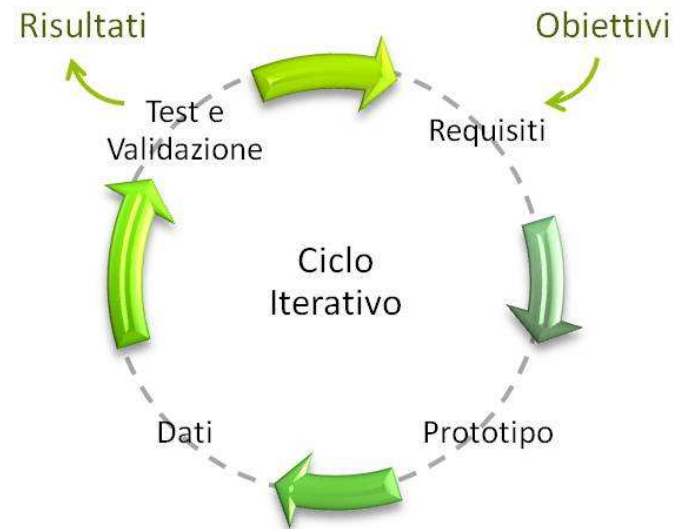 Risultati
Obiettivi
Test e
Validazione
Requisiti
Ciclo
Iterativo
Dati
Prototipo